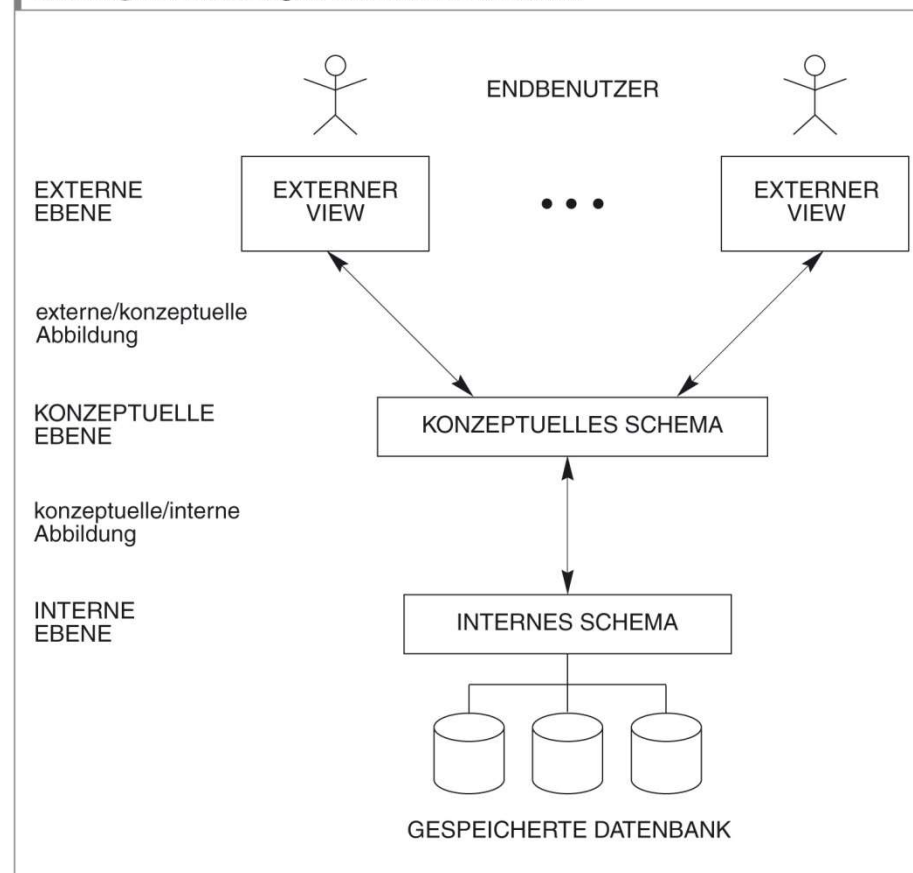 ENDBENUTZER
EXTERNE
EBENE
EXTERNER
VIEW
• • •
EXTERNER
VIEW
externe/konzeptuelle
Abbildung
KONZEPTUELLE
EBENE
KONZEPTUELLES SCHEMA
konzeptuelle/interne
Abbildung
INTERNE
EBENE
INTERNES SCHEMA
GESPEICHERTE DATENBANK